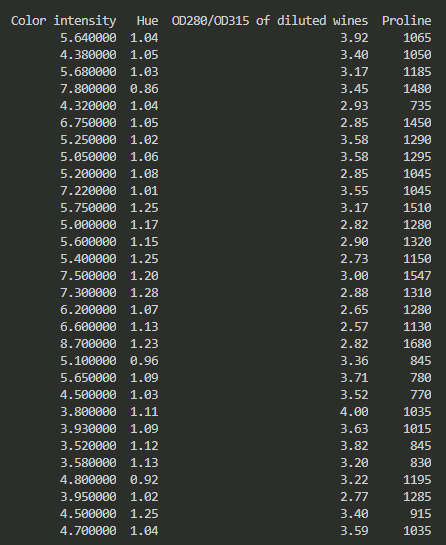 Color intensity Hue OD280/OD315 of diluted wines Proline
5.640000 1.04 3.92 1065
4.380000 1.05 3.40 1050
5.680000 1.03 3.17 1185
7.800000 0.86 3.45 1480
4.320000 1.04 2.93 735
6.750000 1.05 2.85 1450
5.250000 1.02 3.58 1290
5.050000 1.06 3.58 1295
5.200000 1.08 2.85 1045
7.220000 1.01 3.55 1045
5.750000 1.25 3.17 1510
5.000000 1.17 2.82 1280
5.600000 1.15 2.90 1320
5.400000 1.25 2.73 1150
7.500000 1.20 3.00 1547
7.300000 1.28 2.88 1310
6.200000 1.07 2.65 1280
6.600000 1.13 2.57 1130
8.700000 1.23 2.82 1680
5.100000 0.96 3.36 845
5.650000 1.09 3.71 780
4.500000 1.03 3.52 770
3.800000 1.11 4.00 1035
3.930000 1.09 3.63 1015
3.520000 1.12 3.82 845
3.580000 1.13 3.20 830
4.800000 0.92 3.22 1195
3.950000 1.02 2.77 1285
4.500000 1.25 3.40 915
4.700000 1.04 3.59 1035